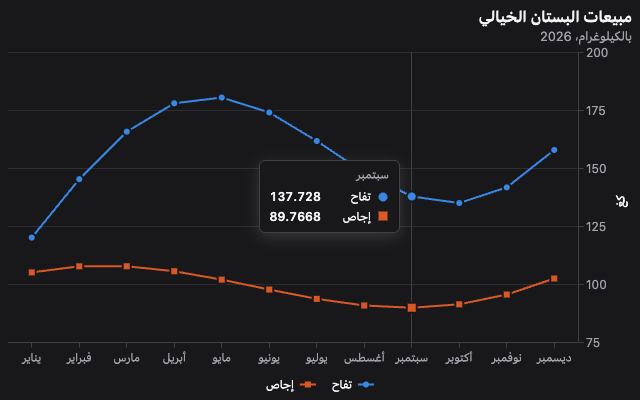 مبيعات البستان الخيالي
بالكيلوغرام، 2026
200
175
150
125
100
75
كغ
سبتمبر
تفاح 137.728
إجاص 89.7668
يناير فبراير مارس أبريل مايو يونيو يوليو أغسطس سبتمبر أكتوبر نوفمبر ديسمبر
تفاح إجاص